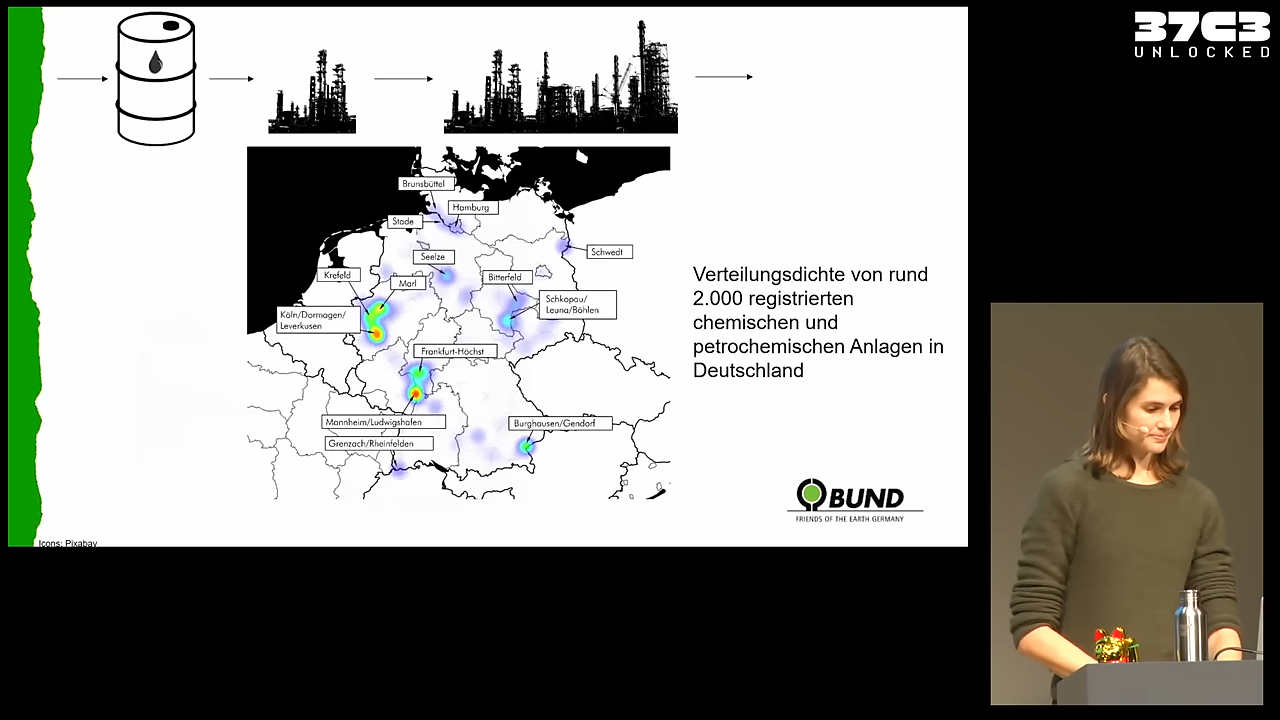 37C3
UNLOCKED
Brunsbüttel
Hamburg
Stade
Schwedt
Seelze
Krefeld
Marl
Bitterfeld
Schkopau/
Leuna/Böhlen
Köln/Dormagen/
Leverkusen
Frankfurt-Höchst
Mannheim/Ludwigshafen
Burghausen/Gendorf
Grenzach/Rheinfelden
Verteilungsdichte von rund
2.000 registrierten
chemischen und
petrochemischen Anlagen in
Deutschland
BUND
FRIENDS OF THE EARTH GERMANY
Icons: Pixabay